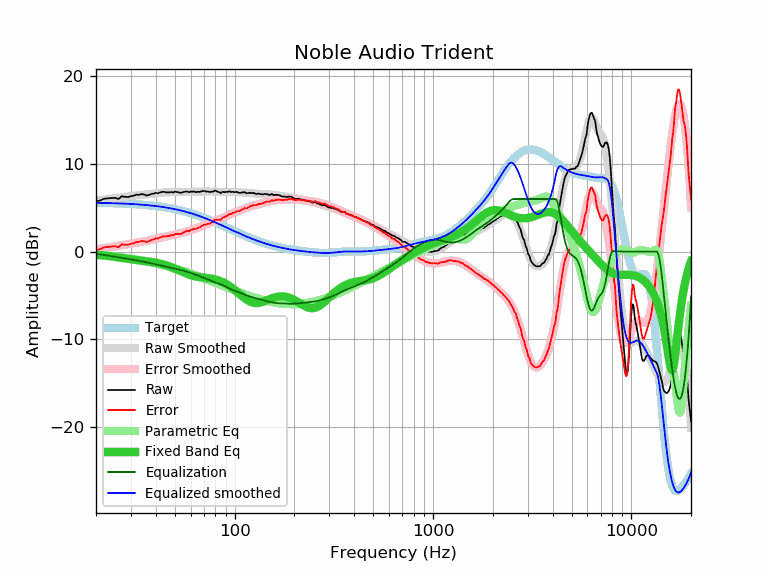 Noble Audio Trident
20
10
0
−10
−20
Amplitude (dBr)
Target
Raw Smoothed
Error Smoothed
Raw
Error
Parametric Eq
Fixed Band Eq
Equalization
Equalized smoothed
100
1000
10000
Frequency (Hz)